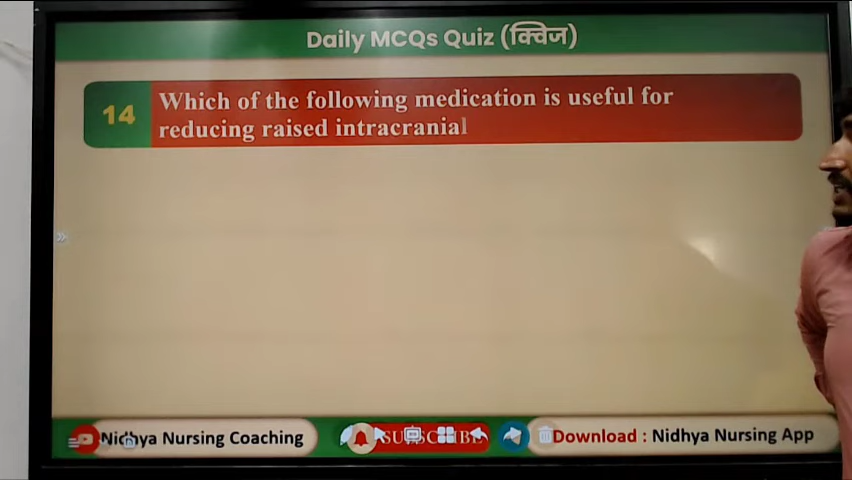 Daily MCQs Quiz (क्विज)
14
Which of the following medication is useful for
reducing raised intracranial
Nidhya Nursing Coaching
SUBSCRIBE
Download : Nidhya Nursing App